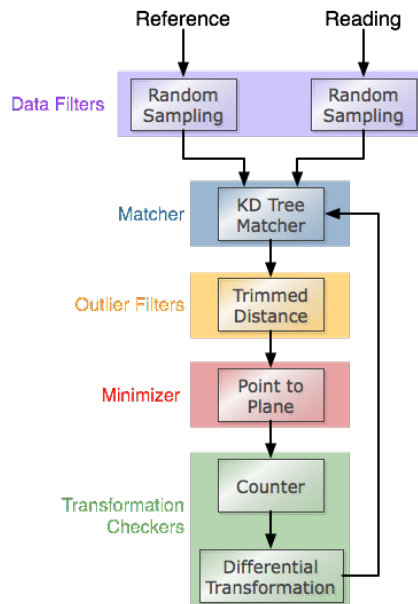 Reference
Reading
Data Filters
Random
Sampling
Random
Sampling
Matcher
KD Tree
Matcher
Outlier Filters
Trimmed
Distance
Minimizer
Point to
Plane
Transformation
Checkers
Counter
Differential
Transformation